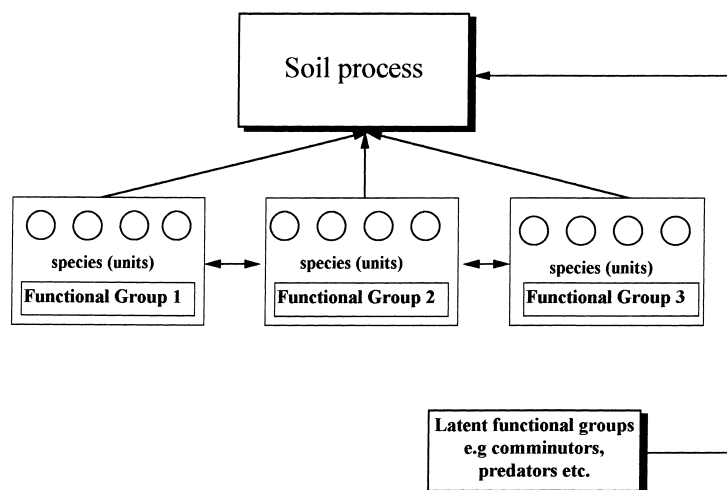 Soil process
species (units)
Functional Group 1
species (units)
Functional Group 2
species (units)
Functional Group 3
Latent functional groups
e.g comminutors,
predators etc.